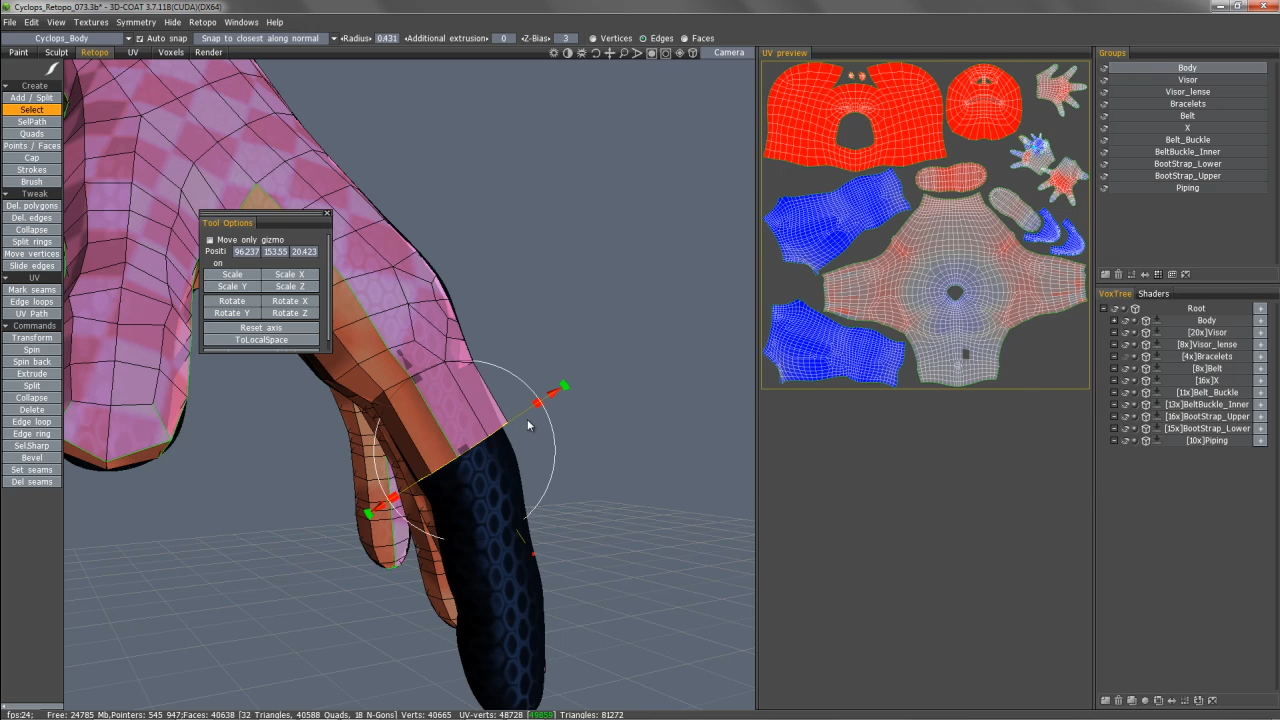 Cyclops_Retopo_073.3b* - 3D-COAT 3.7.11B(CUDA)(DX64)
File Edit View Textures Symmetry Hide Retopo Windows Help
Cyclops_Body Auto snap Snap to closest along normal Radius: 0.431 Additional extrusion: 0 Z-Bias: 3 Vertices Edges Faces
Paint Sculpt Retopo UV Voxels Render Camera
UV preview
Groups
Create
Add / Split
Select
SelPath
Quads
Points / Faces
Cap
Strokes
Brush
Tweak
Del. polygons
Del. edges
Collapse
Split rings
Move vertices
Slide edges
UV
Mark seams
Edge loops
UV Path
Commands
Transform
Spin
Spin back
Extrude
Split
Collapse
Delete
Edge loop
Edge ring
Sel.Sharp
Bevel
Set seams
Del seams
Tool Options
Move only gizmo
Positi 96.237 153.55 20.423
on
Scale Scale X
Scale Y Scale Z
Rotate Rotate X
Rotate Y Rotate Z
Reset axis
ToLocalSpace
Body
Visor
Visor_lense
Bracelets
Belt
X
Belt_Buckle
BeltBuckle_Inner
BootStrap_Lower
BootStrap_Upper
Piping
VoxTree Shaders
Root
Body
[20x]Visor
[8x]Visor_lense
[4x]Bracelets
[8x]Belt
[16x]X
[11x]Belt_Buckle
[13x]BeltBuckle_Inner
[16x]BootStrap_Upper
[15x]BootStrap_Lower
[10x]Piping
fps:24; Free: 24785 Mb,Pointers: 545 947;Faces: 40638 [32 Triangles, 40588 Quads, 18 N-Gons] Verts: 40665 UV-verts: 48728 [49859] Triangles: 81272